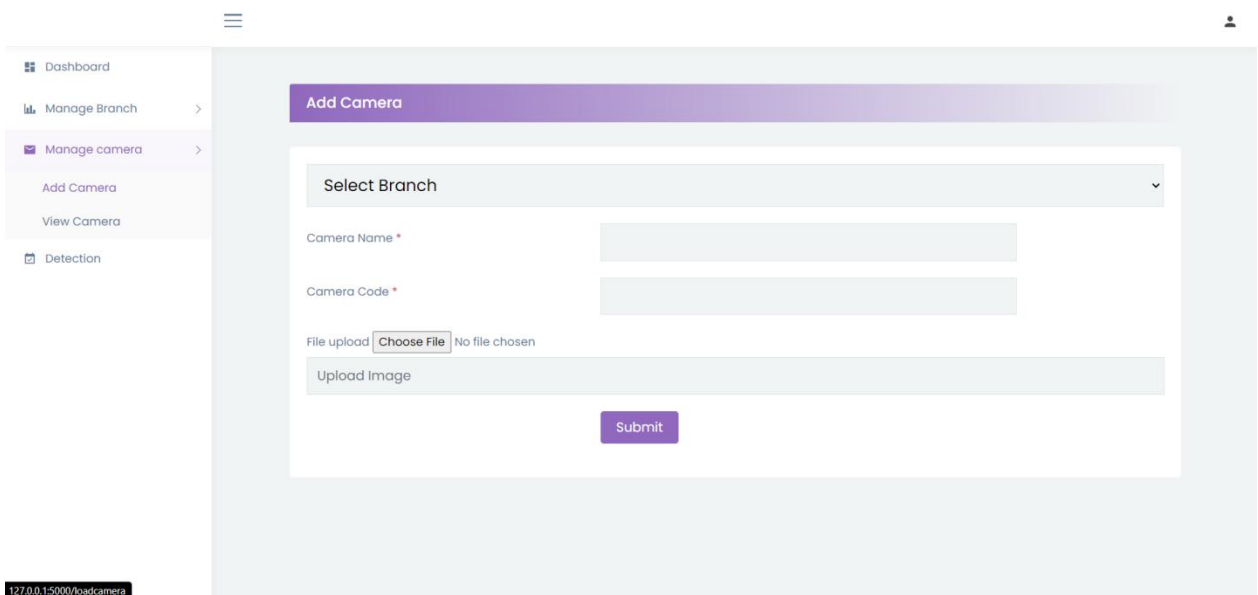 Dashboard
Manage Branch
Manage camera
Add Camera
View Camera
Detection
Add Camera
Select Branch
Camera Name *
Camera Code *
File upload Choose File No file chosen
Upload Image
Submit
127.0.0.1:5000/loadcamera